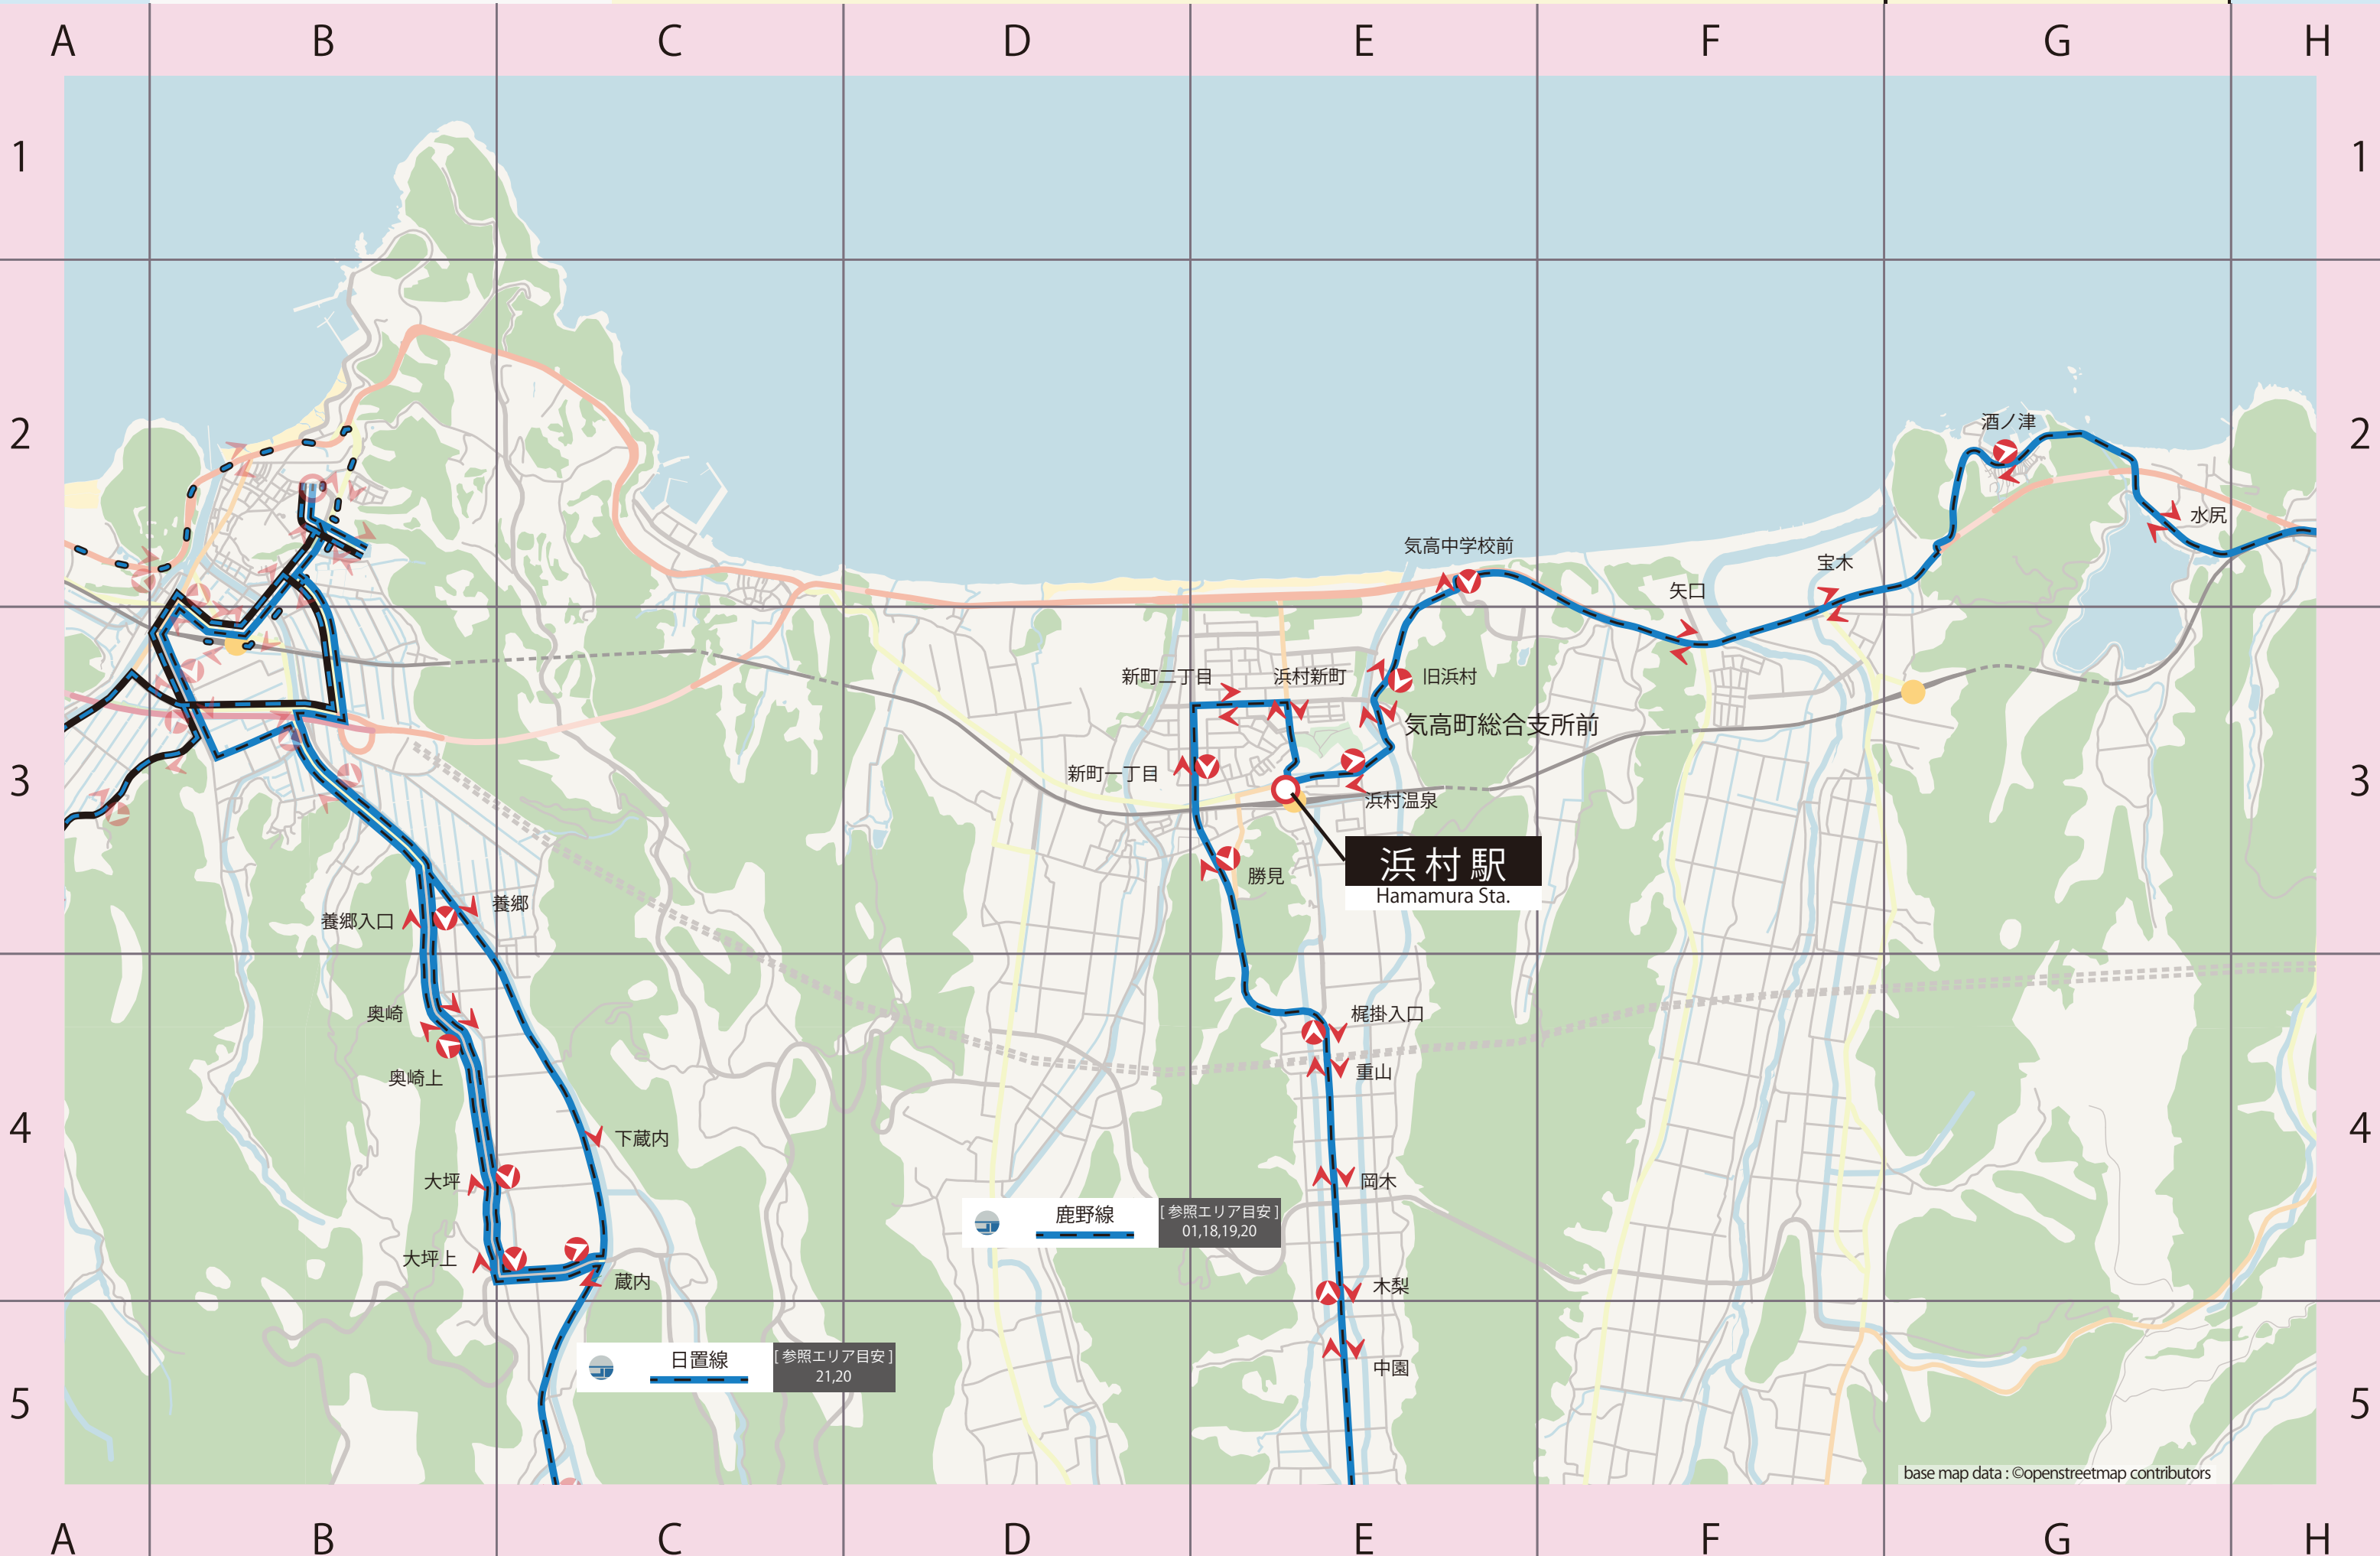 A B C D E F G H
1 1
酒ノ津
2 2
水尻
気高中学校前
宝木
矢口
新町二丁目 浜村新町 旧浜村
気高町総合支所前
新町一丁目
3 3
浜村温泉
浜村駅
勝見
Hamamura Sta.
養郷
養郷入口
奥崎
梶掛入口
重山
奥崎上
4 4
下蔵内
大坪
岡木
鹿野線
[ 参照エリア目安 ]
01,18,19,20
大坪上
蔵内
木梨
日置線
[ 参照エリア目安 ]
21,20
中園
5 5
base map data : ©openstreetmap contributors
A B C D E F G H